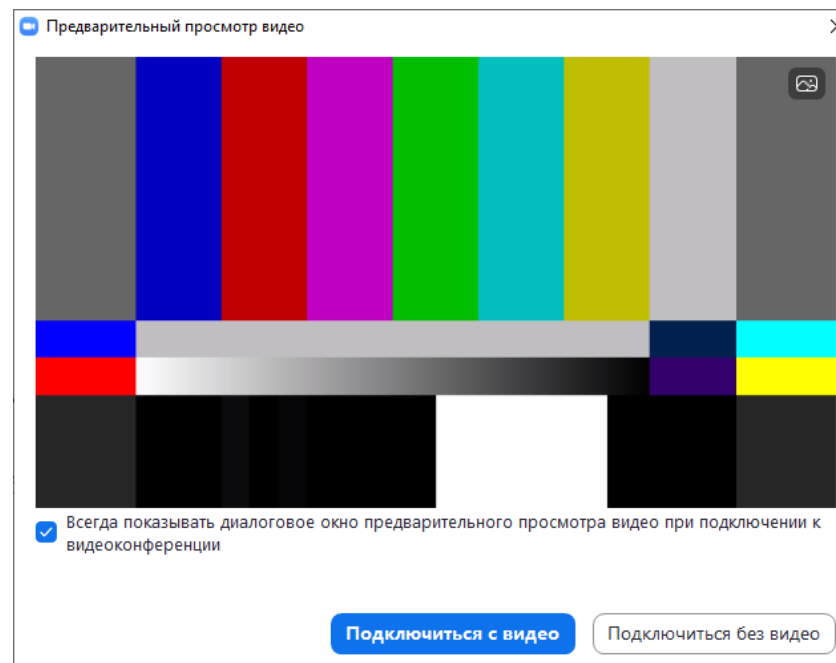 Предварительный просмотр видео
Всегда показывать диалоговое окно предварительного просмотра видео при подключении к
видеоконференции
Подключиться с видео
Подключиться без видео